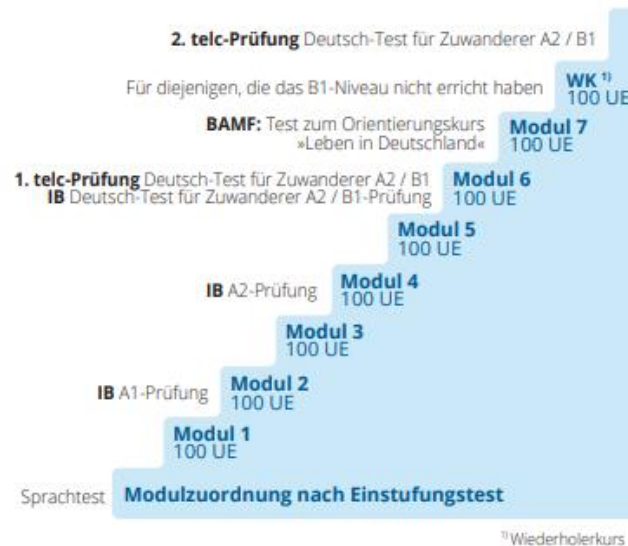 2. telc-Prüfung Deutsch-Test für Zuwanderer A2 / B1
Für diejenigen, die das B1-Niveau nicht erricht haben
WK ¹⁾
100 UE
BAMF: Test zum Orientierungskurs
»Leben in Deutschland«
Modul 7
100 UE
1. telc-Prüfung Deutsch-Test für Zuwanderer A2 / B1
IB Deutsch-Test für Zuwanderer A2 / B1-Prüfung
Modul 6
100 UE
Modul 5
100 UE
IB A2-Prüfung
Modul 4
100 UE
Modul 3
100 UE
IB A1-Prüfung
Modul 2
100 UE
Modul 1
100 UE
Sprachtest
Modulzuordnung nach Einstufungstest
¹⁾ Wiederholerkurs